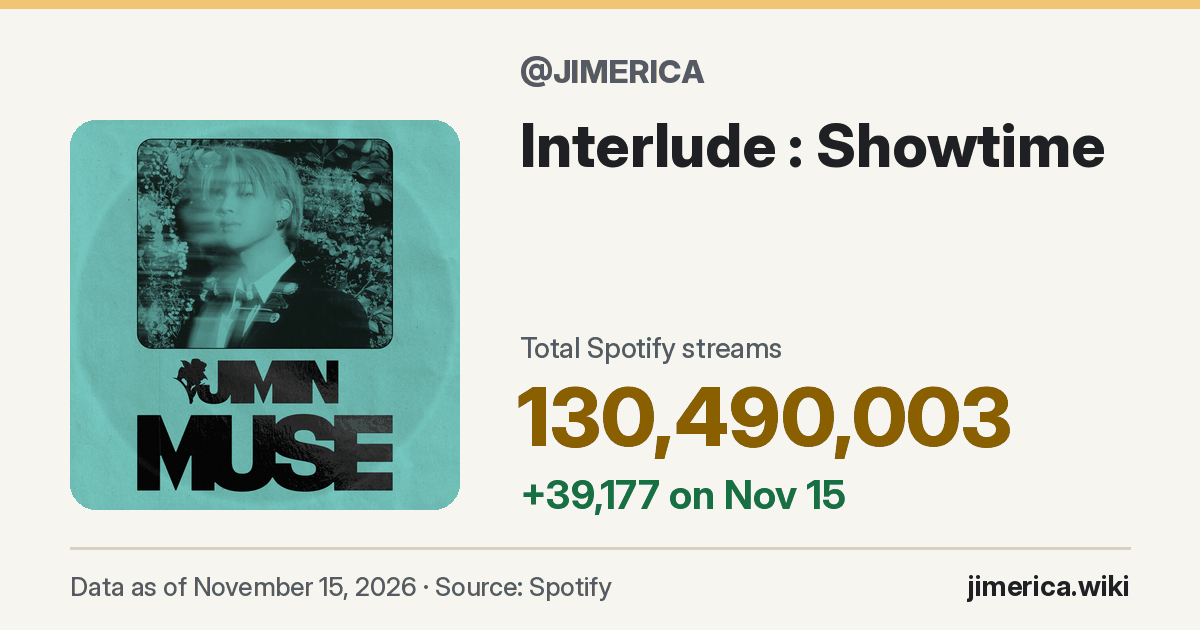 @JIMERICA
Interlude : Showtime
JIMIN
MUSE
Total Spotify streams
130,490,003
+39,177 on Nov 15
Data as of November 15, 2026 · Source: Spotify
jimerica.wiki